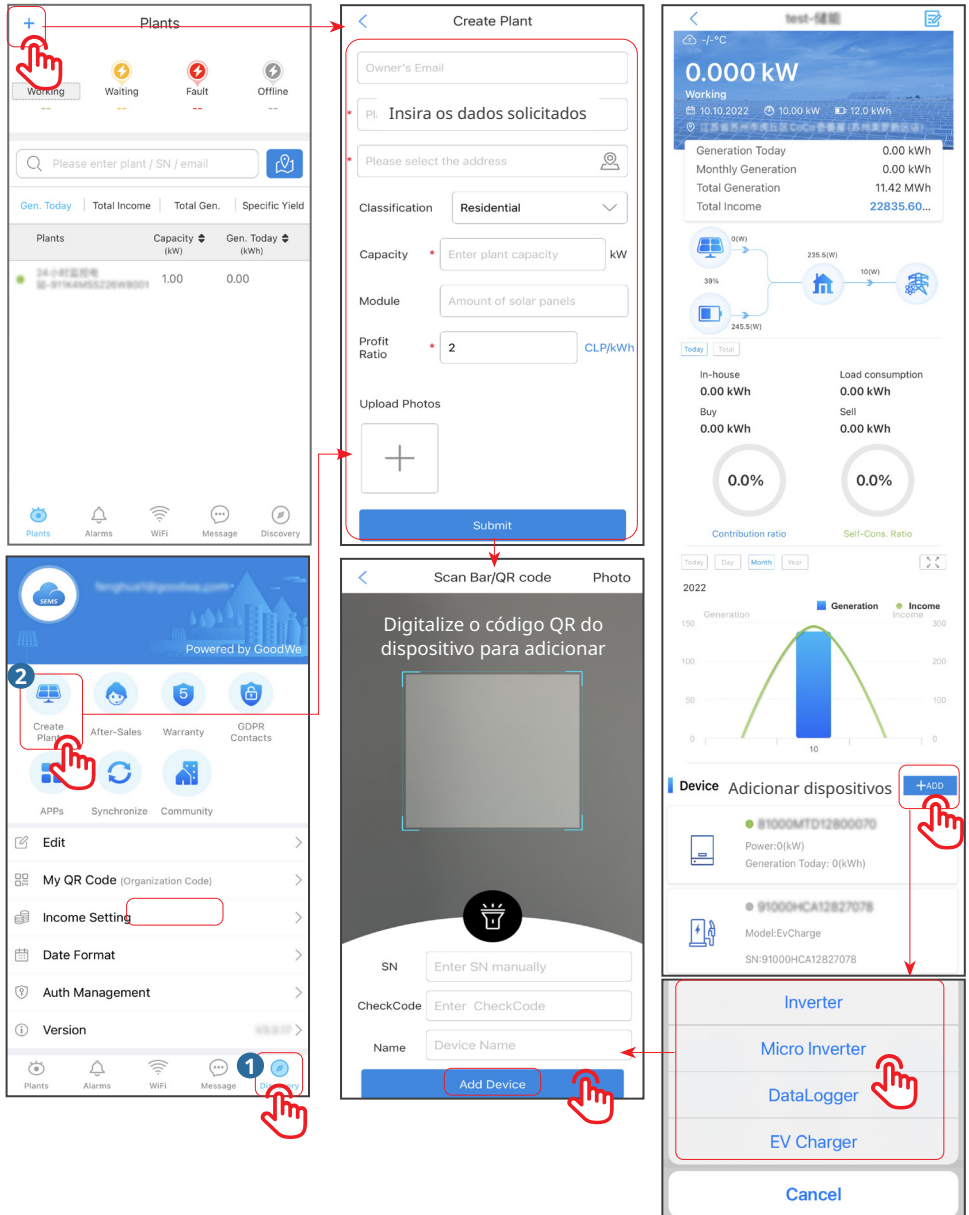 + Plants
Working Waiting Fault Offline
-- -- -- --
Please enter plant / SN / email
Gen. Today | Total Income | Total Gen. | Specific Yield
Plants Capacity (kW) Gen. Today (kWh)
1.00 0.00
Plants Alarms WiFi Message Discovery
Create Plant
Owner's Email
* Insira os dados solicitados
* Please select the address
Classification Residential
Capacity * Enter plant capacity kW
Module Amount of solar panels
Profit Ratio * 2 CLP/kWh
Upload Photos
Submit
SEMS
Powered by GoodWe
2
Create Plants After-Sales 5 Warranty GDPR Contacts
APPs Synchronize Community
Edit
My QR Code (Organization Code)
Income Setting
Date Format
Auth Management
Version
Plants Alarms WiFi Message 1 Discovery
Scan Bar/QR code Photo
Digitalize o código QR do
dispositivo para adicionar
SN Enter SN manually
CheckCode Enter CheckCode
Name Device Name
Add Device
-/-°C
0.000 kW
Working
10.10.2022 10.00 kW 12.0 kWh
Generation Today 0.00 kWh
Monthly Generation 0.00 kWh
Total Generation 11.42 MWh
Total Income 22835.60...
0(W)
235.5(W)
10(W)
39%
245.5(W)
Today Total
In-house Load consumption
0.00 kWh 0.00 kWh
Buy Sell
0.00 kWh 0.00 kWh
0.0% 0.0%
Contribution ratio Self-Cons. Ratio
Today Day Month Year
2022
Generation Income
Generation Income
150 300
100 200
50 100
0 0
10
Device Adicionar dispositivos +ADD
81000MTD12800070
Power:0(kW)
Generation Today: 0(kWh)
91000HCA12827078
Model:EvCharge
SN:91000HCA12827078
Inverter
Micro Inverter
DataLogger
EV Charger
Cancel